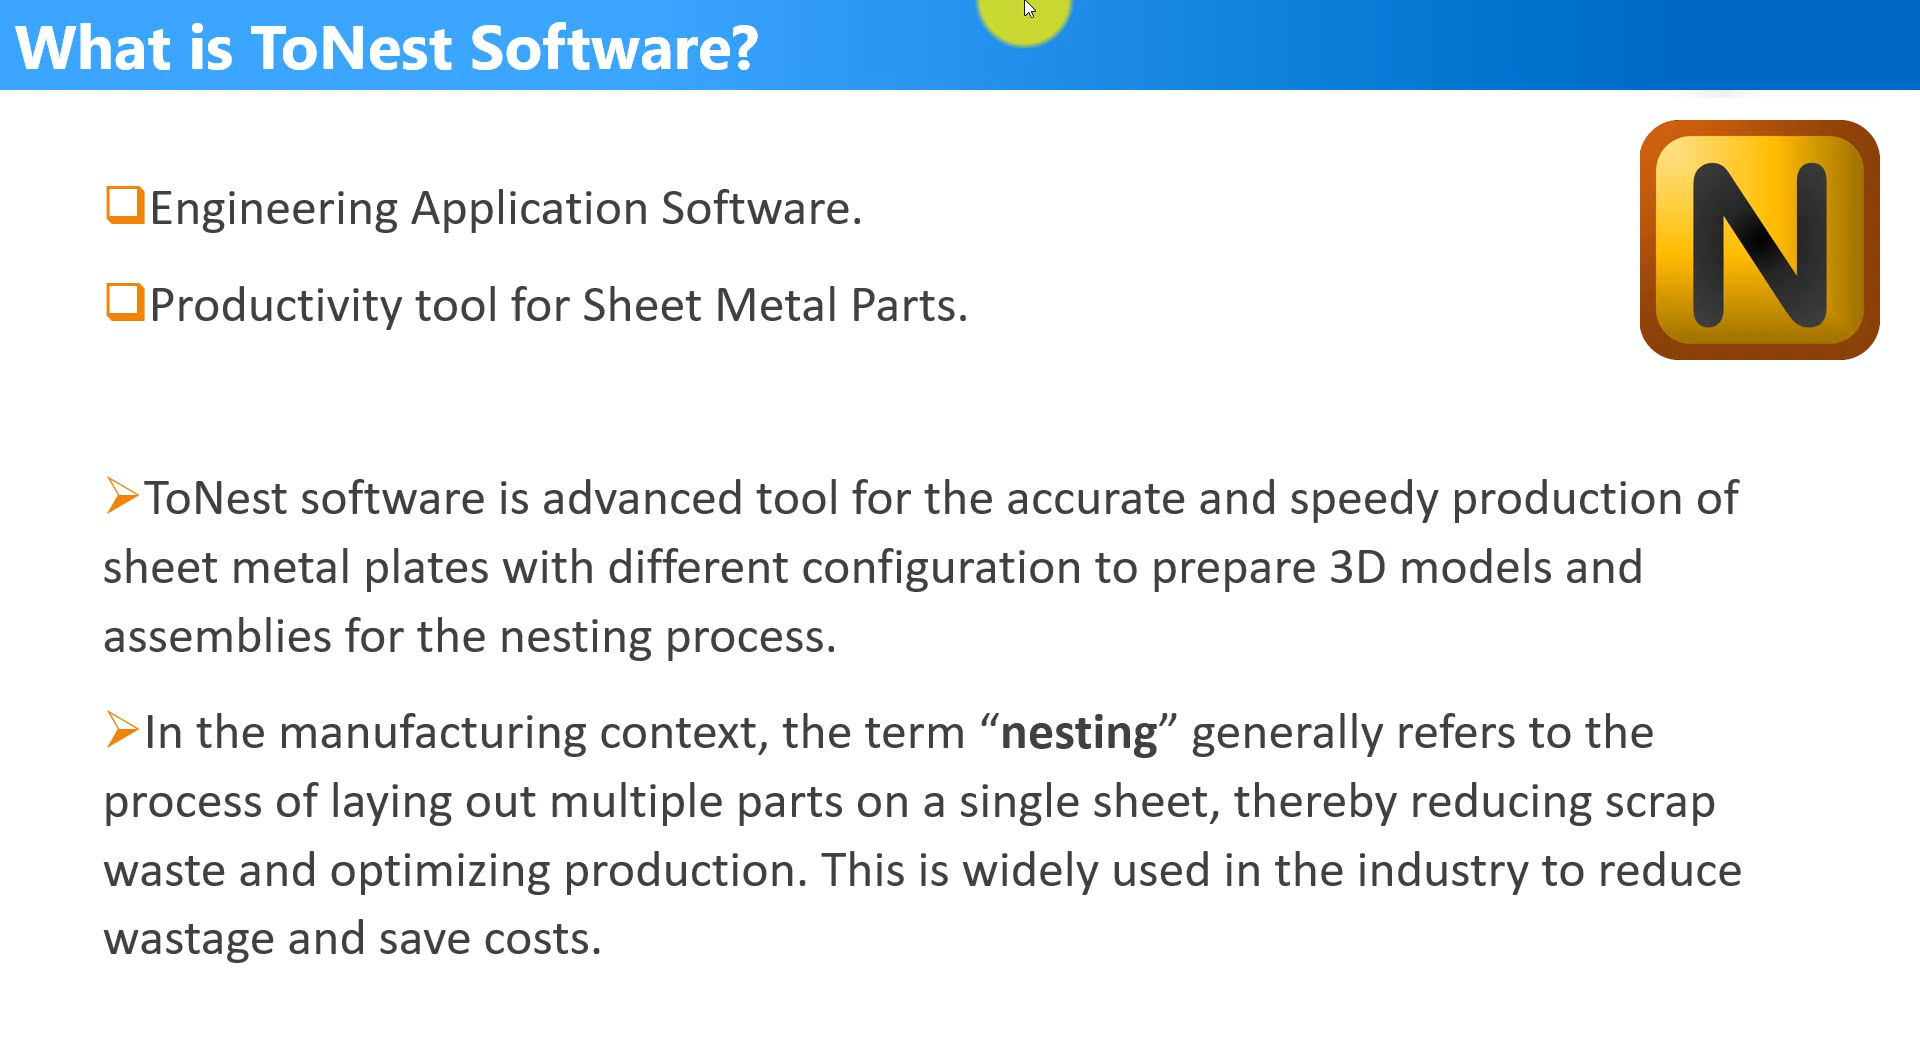 What is ToNest Software?
N
Engineering Application Software.
Productivity tool for Sheet Metal Parts.
ToNest software is advanced tool for the accurate and speedy production of
sheet metal plates with different configuration to prepare 3D models and
assemblies for the nesting process.
In the manufacturing context, the term “nesting” generally refers to the
process of laying out multiple parts on a single sheet, thereby reducing scrap
waste and optimizing production. This is widely used in the industry to reduce
wastage and save costs.